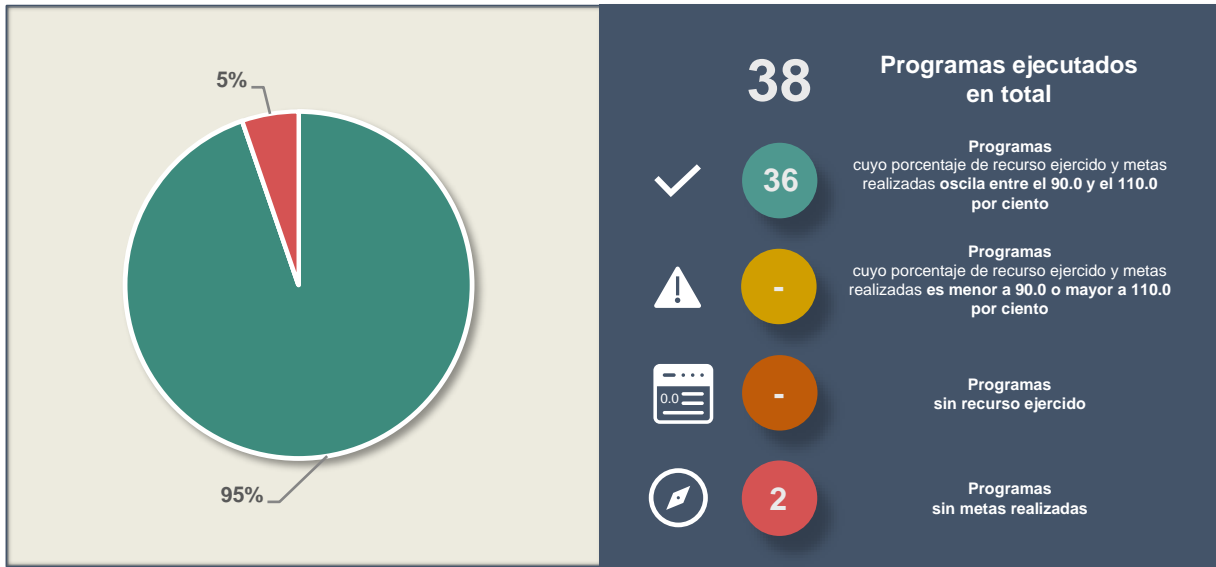 5%
95%
38
Programas ejecutados
en total
36
Programas
cuyo porcentaje de recurso ejercido y metas
realizadas oscila entre el 90.0 y el 110.0
por ciento
-
Programas
cuyo porcentaje de recurso ejercido y metas
realizadas es menor a 90.0 o mayor a 110.0
por ciento
0.0
-
Programas
sin recurso ejercido
2
Programas
sin metas realizadas